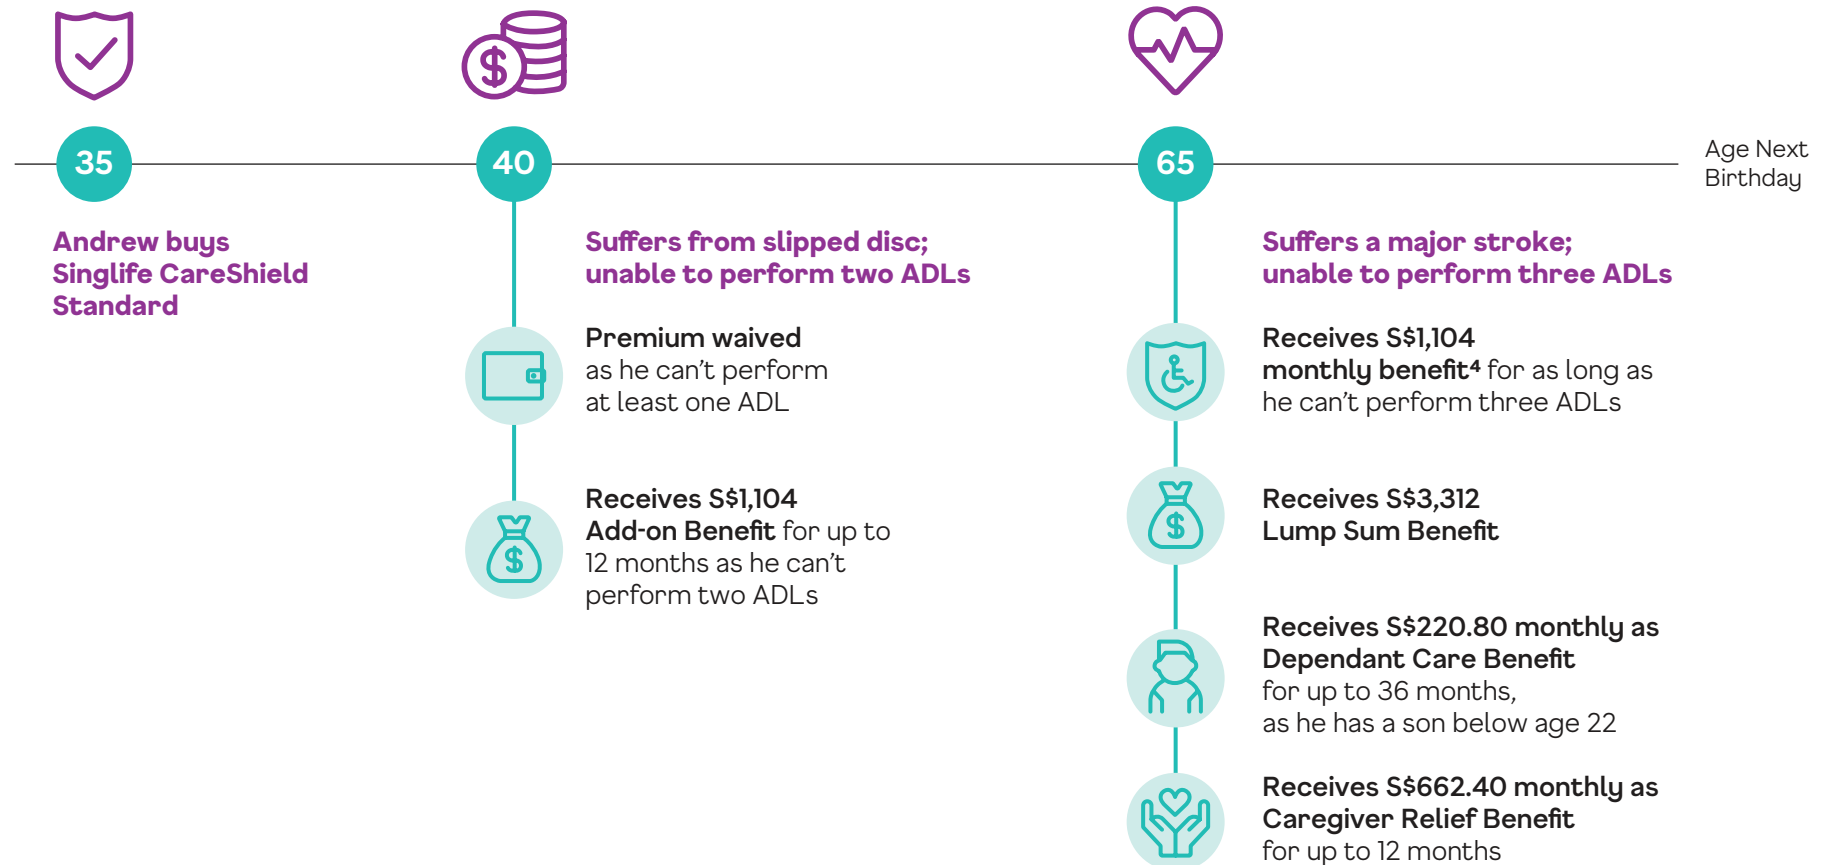 35
40
65
Age Next
Birthday
Andrew buys
Singlife CareShield
Standard
Suffers from slipped disc;
unable to perform two ADLs
Premium waived
as he can't perform
at least one ADL
Receives S$1,104
Add-on Benefit for up to
12 months as he can't
perform two ADLs
Suffers a major stroke;
unable to perform three ADLs
Receives S$1,104
monthly benefit⁴ for as long as
he can't perform three ADLs
Receives S$3,312
Lump Sum Benefit
Receives S$220.80 monthly as
Dependant Care Benefit
for up to 36 months,
as he has a son below age 22
Receives S$662.40 monthly as
Caregiver Relief Benefit
for up to 12 months